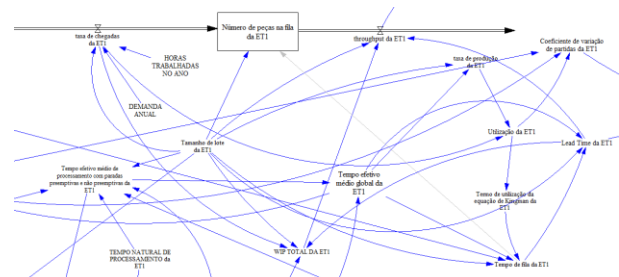 Número de peças na fila
da ET1
taxa de chegadas
da ET1
throughput da ET1
Coeficiente de variação
de partidas da ET1
HORAS
TRABALHADAS
NO ANO
taxa de produção
da ET1
DEMANDA
ANUAL
Utilização da ET1
Tamanho de lote
da ET1
Lead Time da ET1
Tempo efetivo médio de
processamento com paradas
preemptivas e não preemptivas da
ET1
Tempo efetivo
médio global da
ET1
Termo de utilização da
equação de Kingman da
ET1
TEMPO NATURAL DE
PROCESSAMENTO da
ET1
WIP TOTAL DA ET1
Tempo de fila da ET1